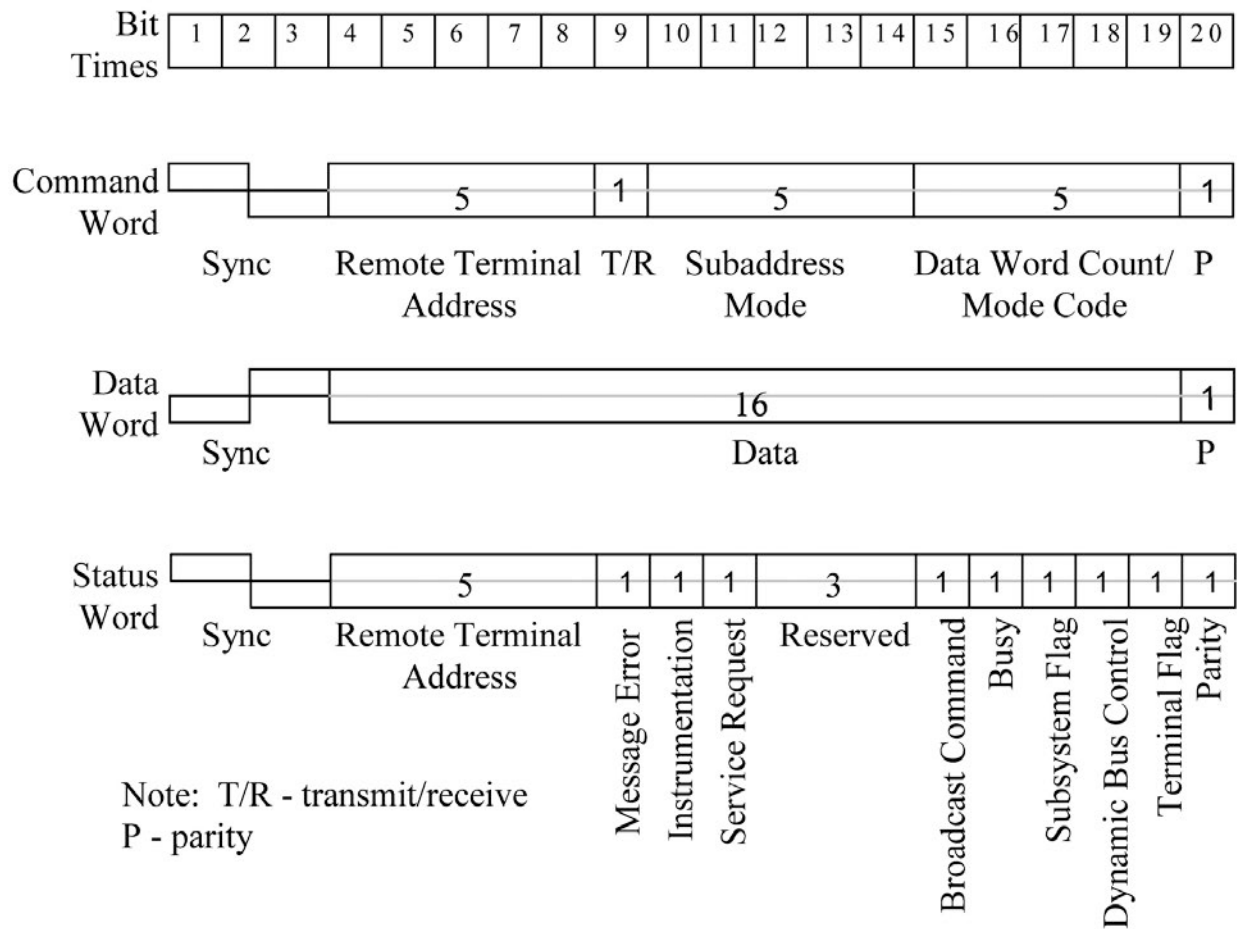 Bit Times
1 2 3 4 5 6 7 8 9 10 11 12 13 14 15 16 17 18 19 20
Command Word
5 1 5 5 1
Sync
Remote Terminal Address
T/R
Subaddress Mode
Data Word Count/ Mode Code
P
Data Word
16 1
Sync
Data
P
Status Word
5 1 1 1 3 1 1 1 1 1 1
Sync
Remote Terminal Address
Message Error
Instrumentation
Service Request
Reserved
Broadcast Command
Busy
Subsystem Flag
Dynamic Bus Control
Terminal Flag
Parity
Note: T/R - transmit/receive
P - parity